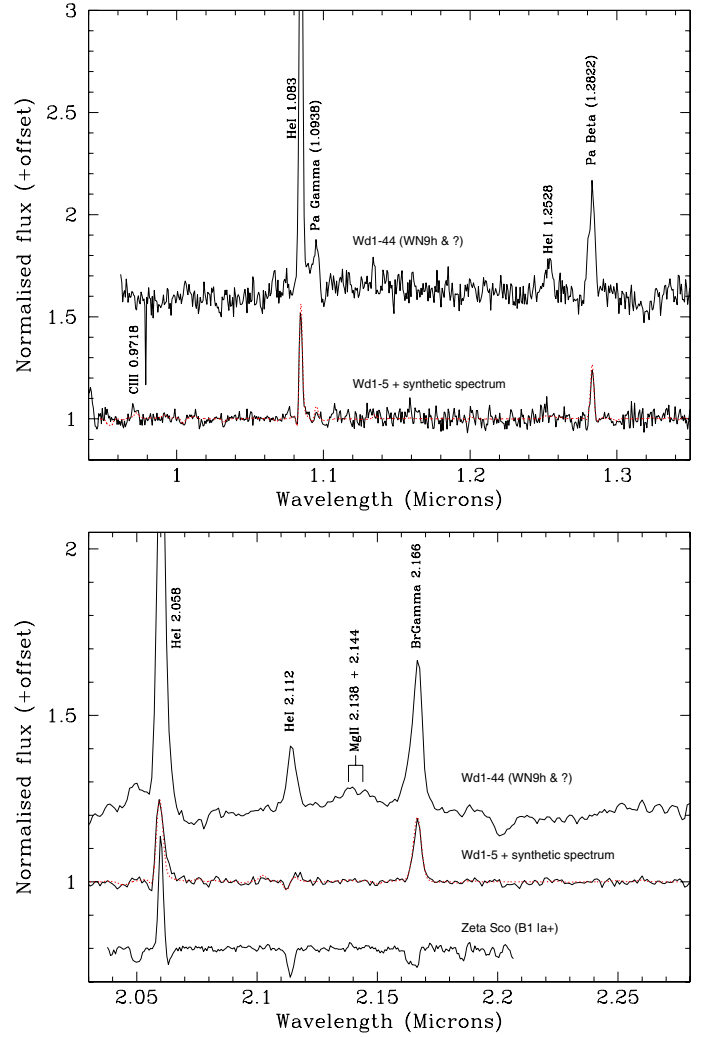 3
2.5
2
1.5
1
Normalised flux (+offset)
HeI 1.083
Pa Gamma (1.0938)
HeI 1.2528
Pa Beta (1.2822)
Wd1-44 (WN9h & ?)
CIII 0.9718
Wd1-5 + synthetic spectrum
1
1.1
1.2
1.3
Wavelength (Microns)
2
1.5
1
Normalised flux (+offset)
HeI 2.058
HeI 2.112
MgII 2.138 + 2.144
BrGamma 2.166
Wd1-44 (WN9h & ?)
Wd1-5 + synthetic spectrum
Zeta Sco (B1 Ia+)
2.05
2.1
2.15
2.2
2.25
Wavelength (Microns)